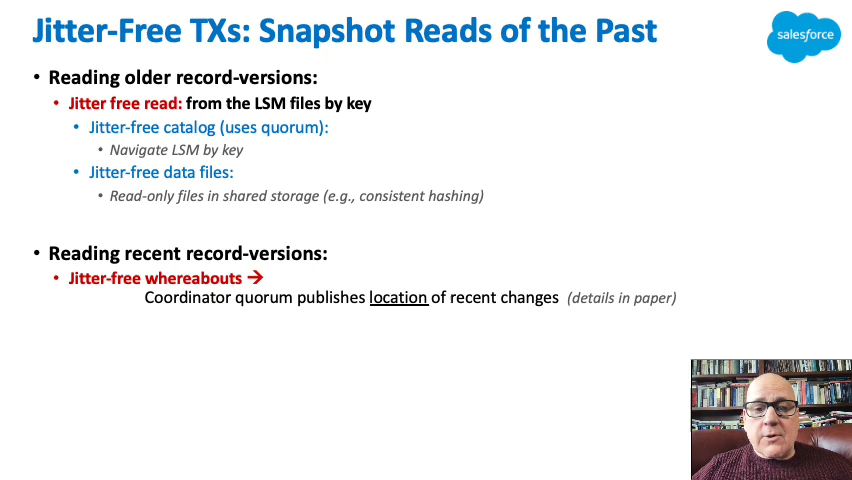 Jitter-Free TXs: Snapshot Reads of the Past
salesforce
• Reading older record-versions:
• Jitter free read: from the LSM files by key
• Jitter-free catalog (uses quorum):
• Navigate LSM by key
• Jitter-free data files:
• Read-only files in shared storage (e.g., consistent hashing)
• Reading recent record-versions:
• Jitter-free whereabouts →
Coordinator quorum publishes location of recent changes (details in paper)